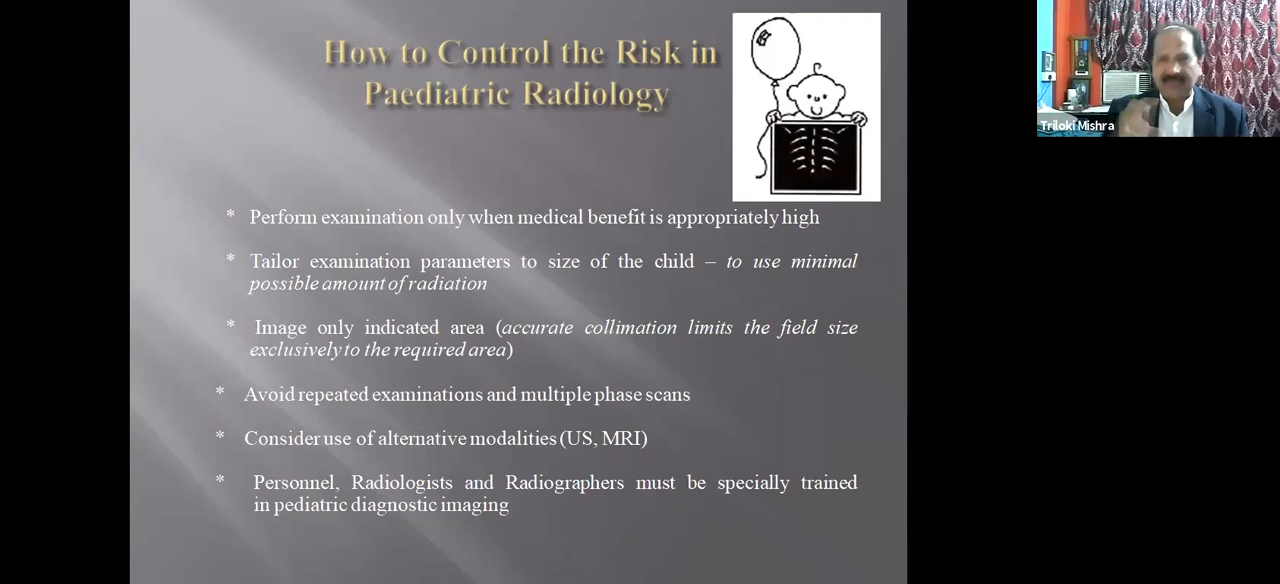 How to Control the Risk in
Paediatric Radiology
* Perform examination only when medical benefit is appropriately high
* Tailor examination parameters to size of the child – to use minimal
possible amount of radiation
* Image only indicated area (accurate collimation limits the field size
exclusively to the required area)
* Avoid repeated examinations and multiple phase scans
* Consider use of alternative modalities (US, MRI)
* Personnel, Radiologists and Radiographers must be specially trained
in pediatric diagnostic imaging
Triloki Mishra